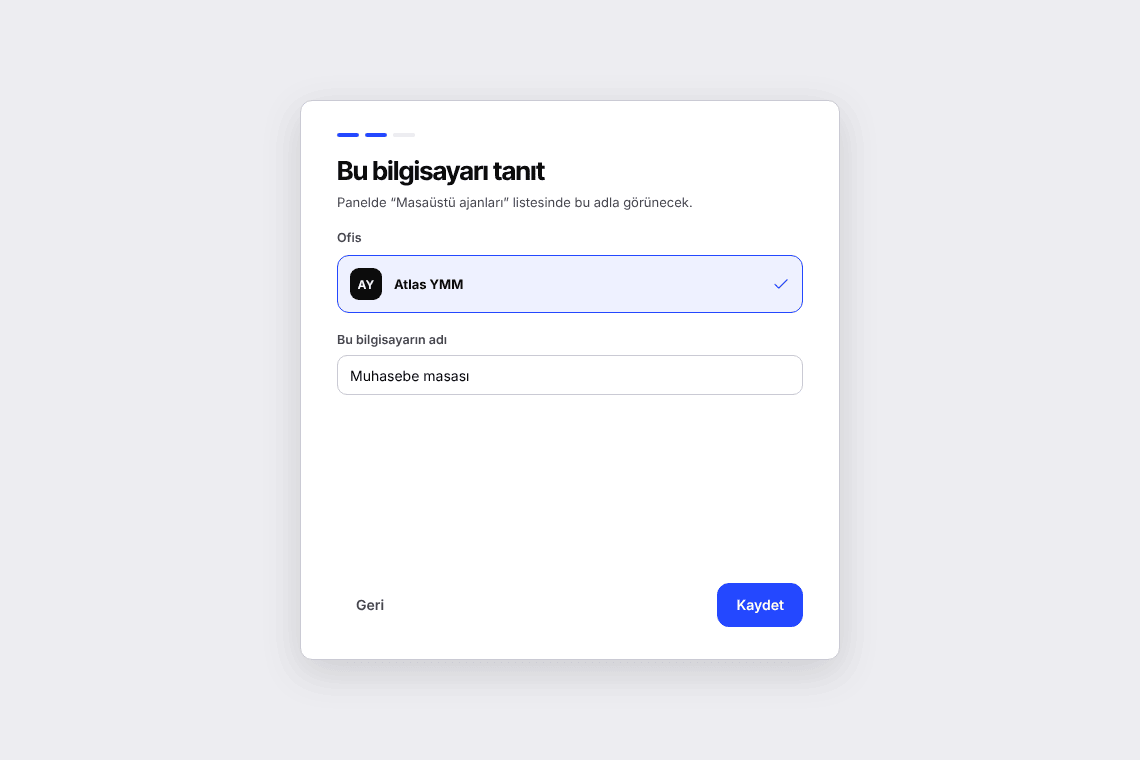 Bu bilgisayarı tanıt
Panelde “Masaüstü ajanları” listesinde bu adla görünecek.
Ofis
AY Atlas YMM
Bu bilgisayarın adı
Muhasebe masası
Geri Kaydet